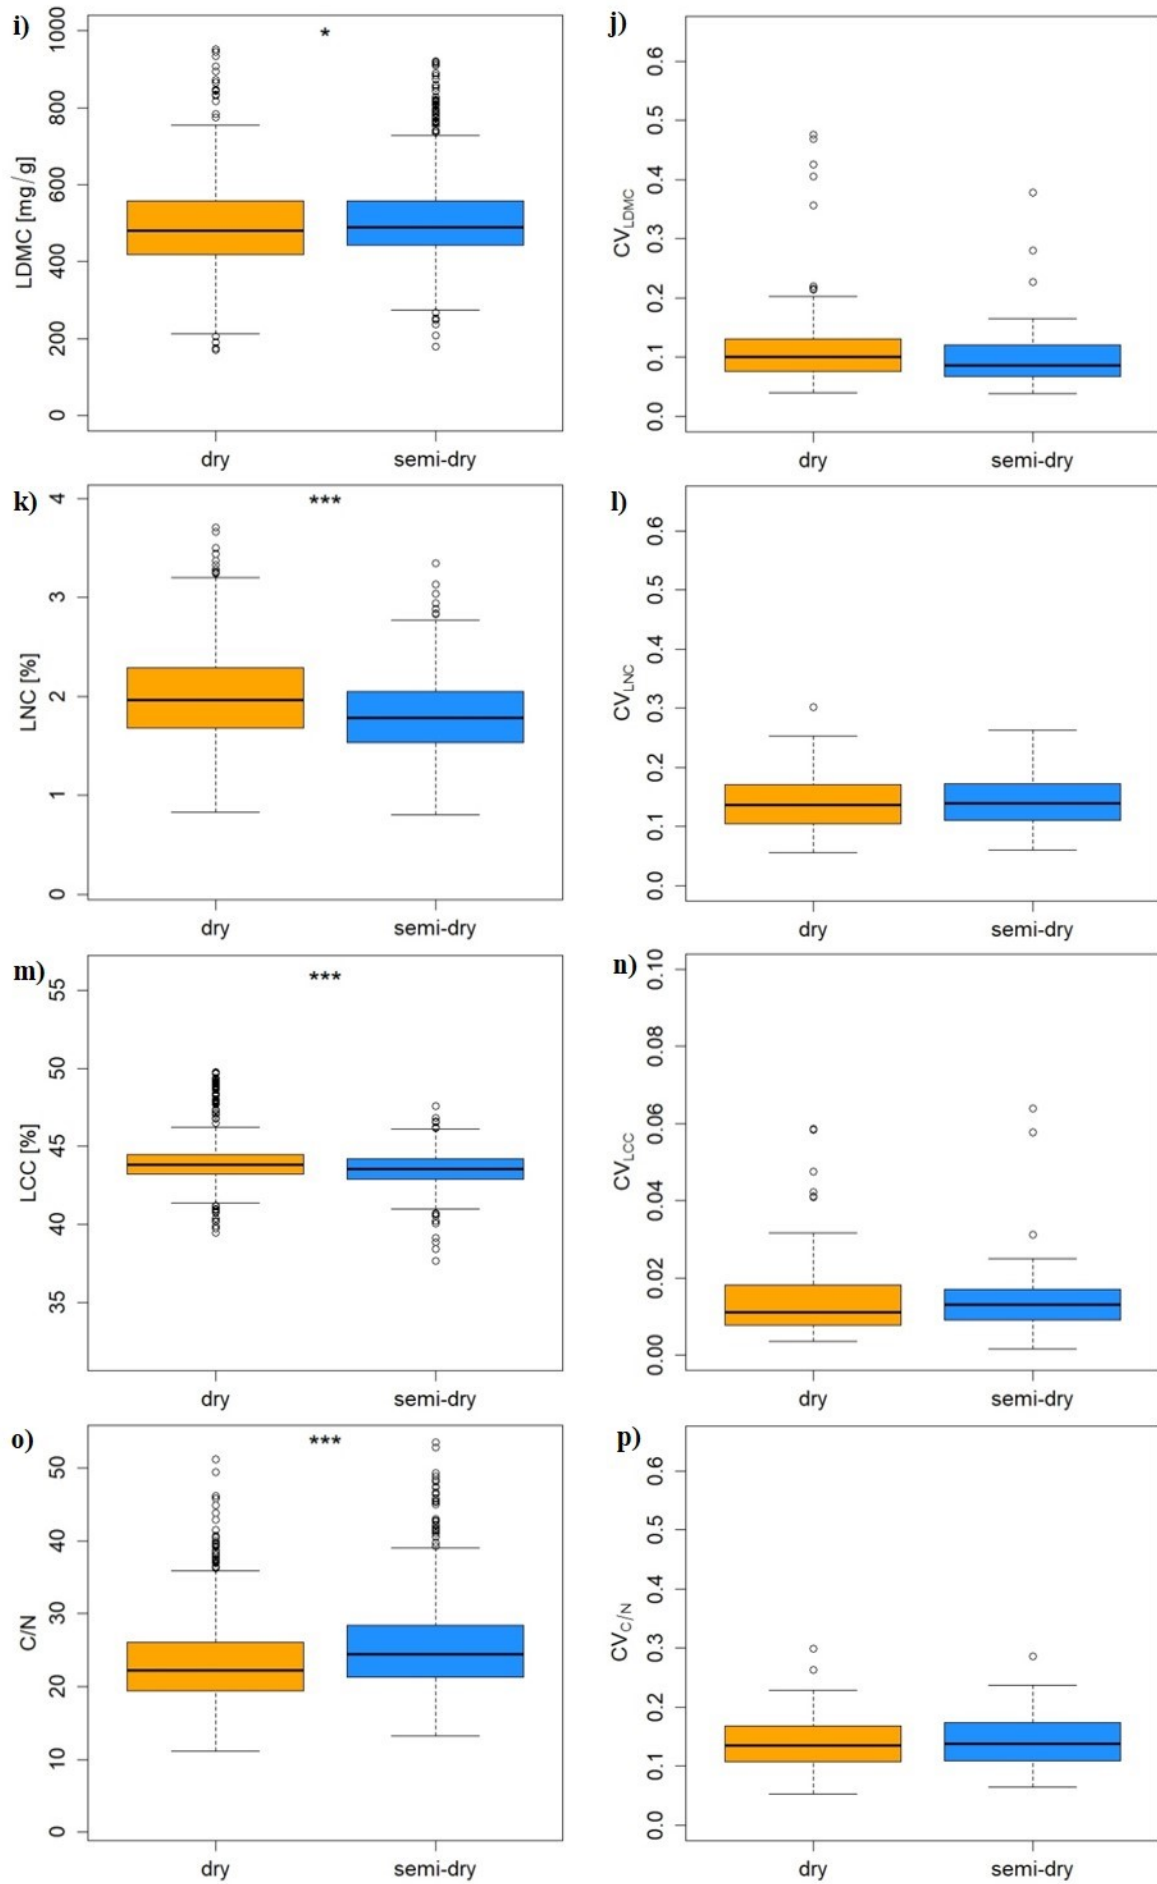 i)
LDMC [mg/g]
1000
800
600
400
200
0
*
dry
semi-dry
j)
CV_LDMC
0.6
0.5
0.4
0.3
0.2
0.1
0.0
dry
semi-dry
k)
LNC [%]
4
3
2
1
0
***
dry
semi-dry
l)
CV_LNC
0.6
0.5
0.4
0.3
0.2
0.1
0.0
dry
semi-dry
m)
LCC [%]
55
50
45
40
35
***
dry
semi-dry
n)
CV_LCC
0.10
0.08
0.06
0.04
0.02
0.00
dry
semi-dry
o)
C/N
50
40
30
20
10
0
***
dry
semi-dry
p)
CV_C/N
0.6
0.5
0.4
0.3
0.2
0.1
0.0
dry
semi-dry